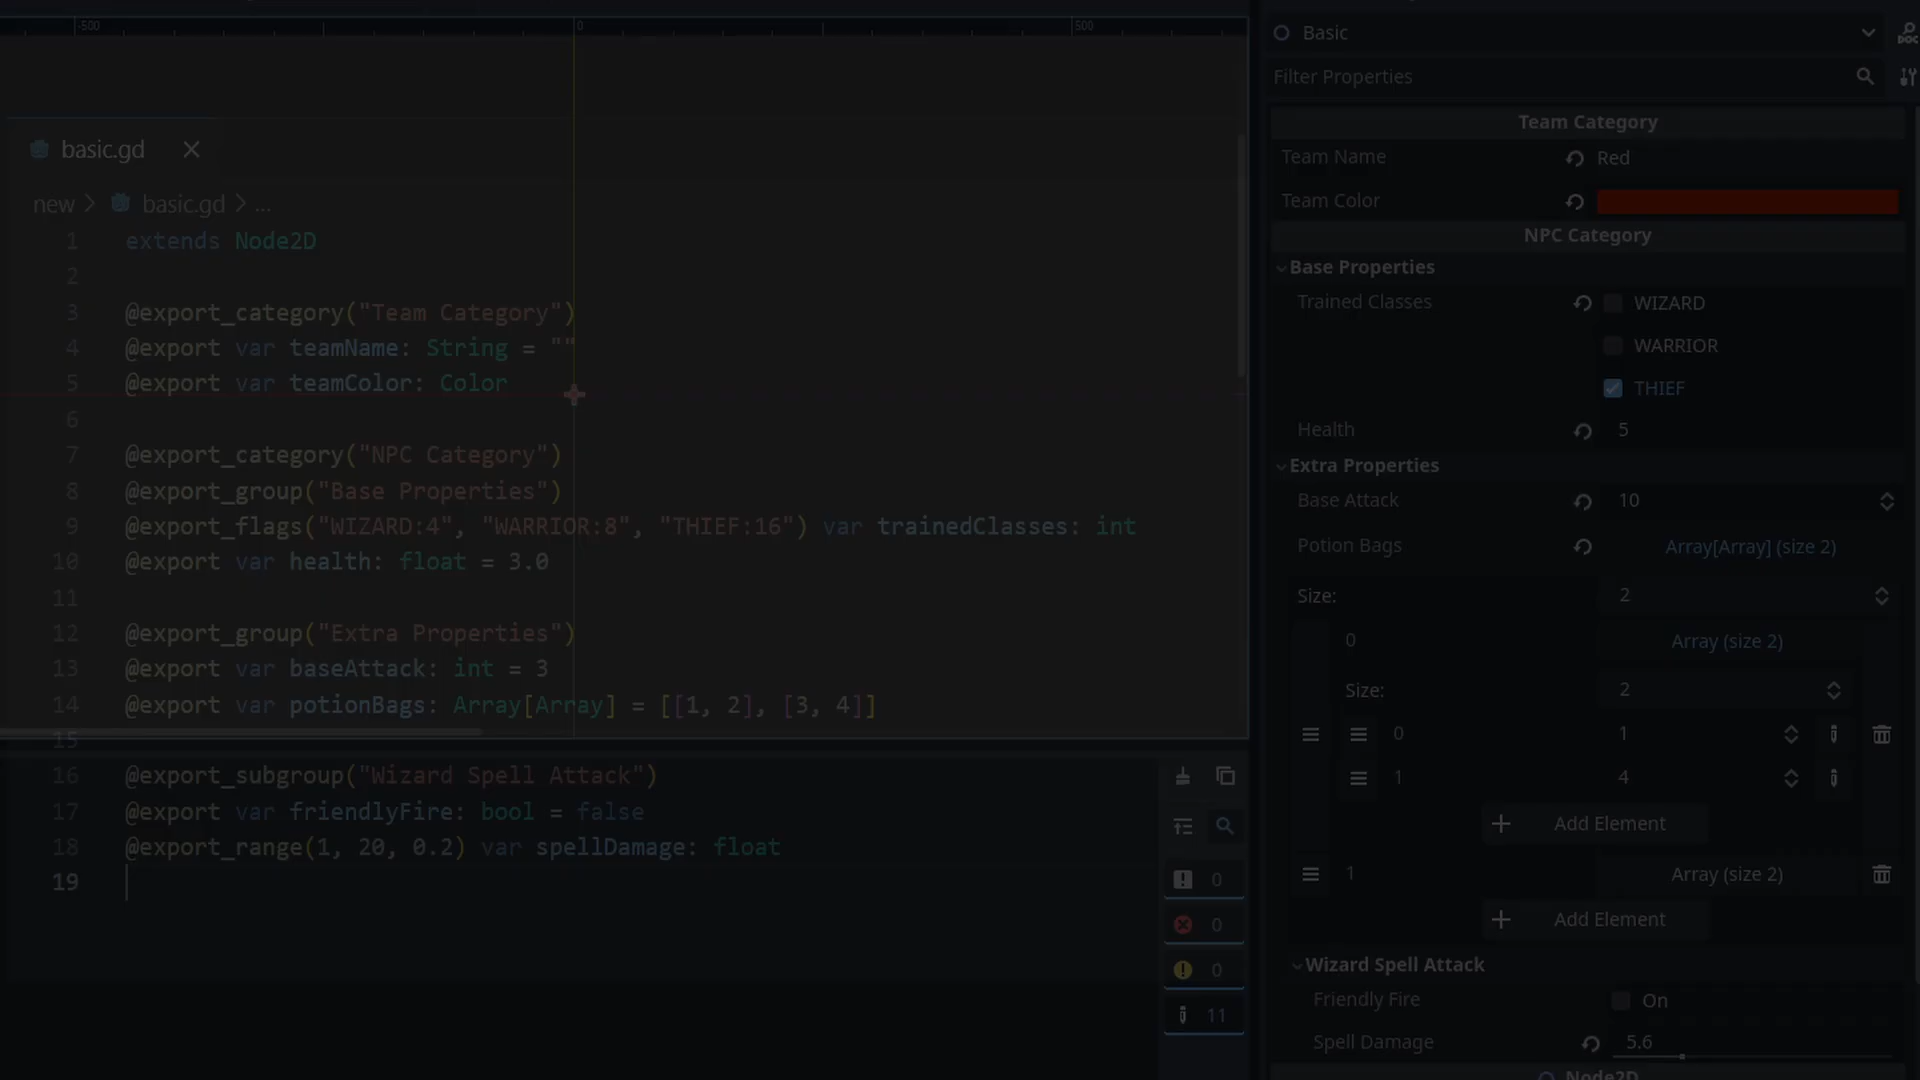 -500 0 500
basic.gd
new > basic.gd > ...
1 extends Node2D
2
3 @export_category("Team Category")
4 @export var teamName: String = ""
5 @export var teamColor: Color
6
7 @export_category("NPC Category")
8 @export_group("Base Properties")
9 @export_flags("WIZARD:4", "WARRIOR:8", "THIEF:16") var trainedClasses: int
10 @export var health: float = 3.0
11
12 @export_group("Extra Properties")
13 @export var baseAttack: int = 3
14 @export var potionBags: Array[Array] = [[1, 2], [3, 4]]
15
16 @export_subgroup("Wizard Spell Attack")
17 @export var friendlyFire: bool = false
18 @export_range(1, 20, 0.2) var spellDamage: float
19
0
0
0
11
Basic
DOC
Filter Properties
Team Category
Team Name Red
Team Color
NPC Category
Base Properties
Trained Classes WIZARD
WARRIOR
THIEF
Health 5
Extra Properties
Base Attack 10
Potion Bags Array[Array] (size 2)
Size: 2
0 Array (size 2)
Size: 2
0 1
1 4
Add Element
1 Array (size 2)
Add Element
Wizard Spell Attack
Friendly Fire On
Spell Damage 5.6
Node2D